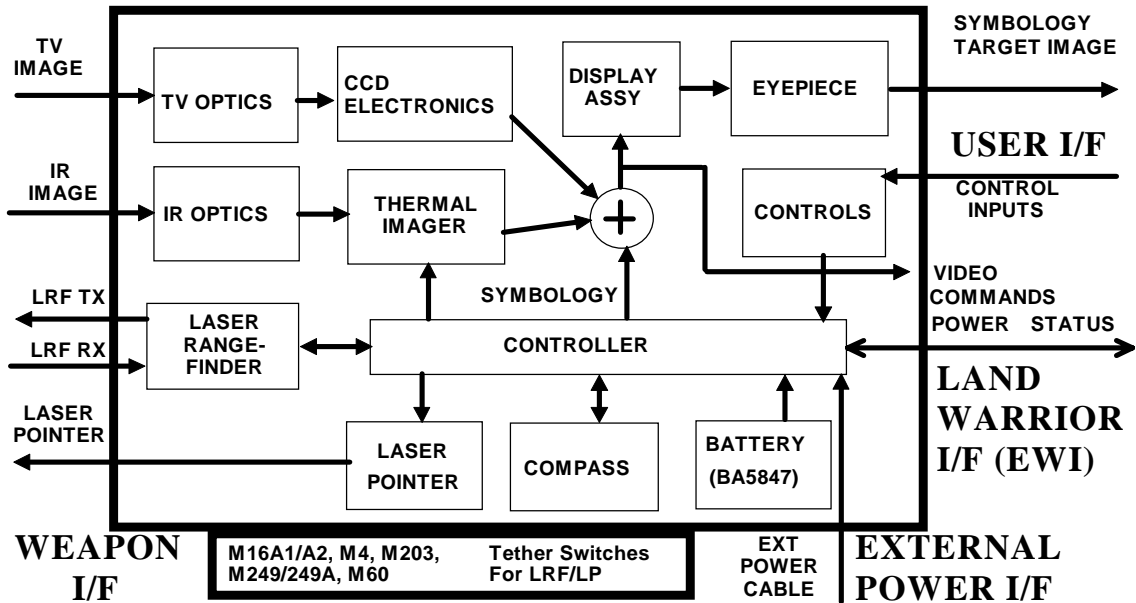 TV
IMAGE
TV OPTICS
CCD
ELECTRONICS
DISPLAY
ASSY
EYEPIECE
SYMBOLOGY
TARGET IMAGE
USER I/F
CONTROL
INPUTS
IR
IMAGE
IR OPTICS
THERMAL
IMAGER
+
CONTROLS
VIDEO
COMMANDS
POWER STATUS
LRF TX
LRF RX
LASER
RANGE-
FINDER
SYMBOLOGY
CONTROLLER
LAND
WARRIOR
I/F (EWI)
LASER
POINTER
LASER
POINTER
COMPASS
BATTERY
(BA5847)
WEAPON
I/F
M16A1/A2, M4, M203,
M249/249A, M60
Tether Switches
For LRF/LP
EXT
POWER
CABLE
EXTERNAL
POWER I/F